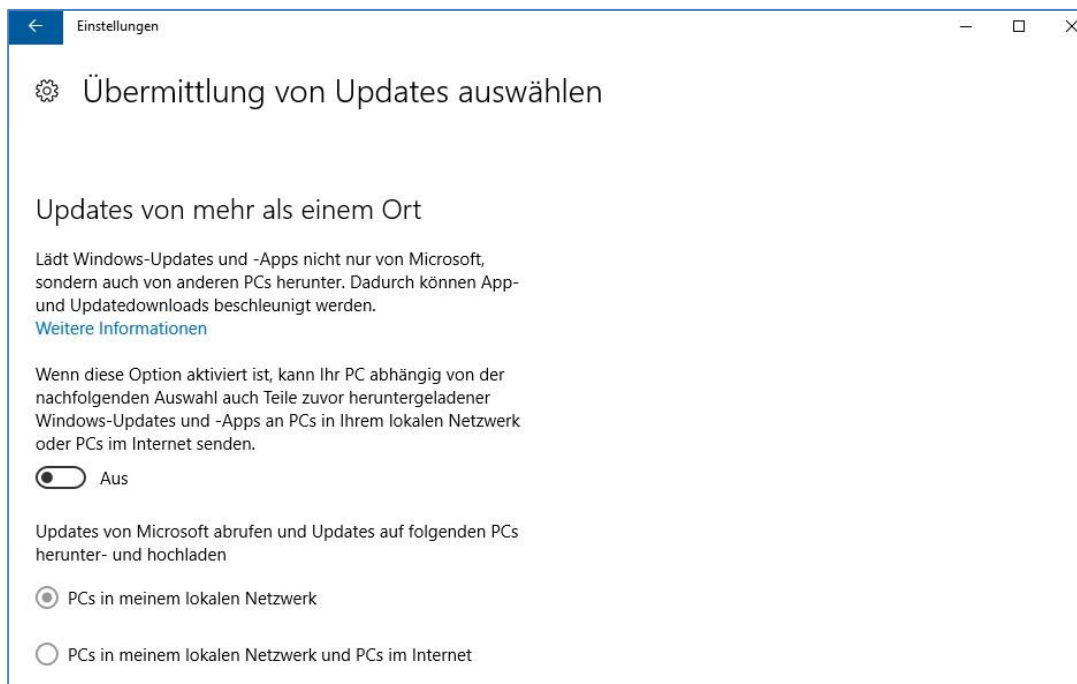 Einstellungen
Übermittlung von Updates auswählen
Updates von mehr als einem Ort
Lädt Windows-Updates und -Apps nicht nur von Microsoft,
sondern auch von anderen PCs herunter. Dadurch können App-
und Updatedownloads beschleunigt werden.
Weitere Informationen
Wenn diese Option aktiviert ist, kann Ihr PC abhängig von der
nachfolgenden Auswahl auch Teile zuvor heruntergeladener
Windows-Updates und -Apps an PCs in Ihrem lokalen Netzwerk
oder PCs im Internet senden.
Aus
Updates von Microsoft abrufen und Updates auf folgenden PCs
herunter- und hochladen
PCs in meinem lokalen Netzwerk
PCs in meinem lokalen Netzwerk und PCs im Internet